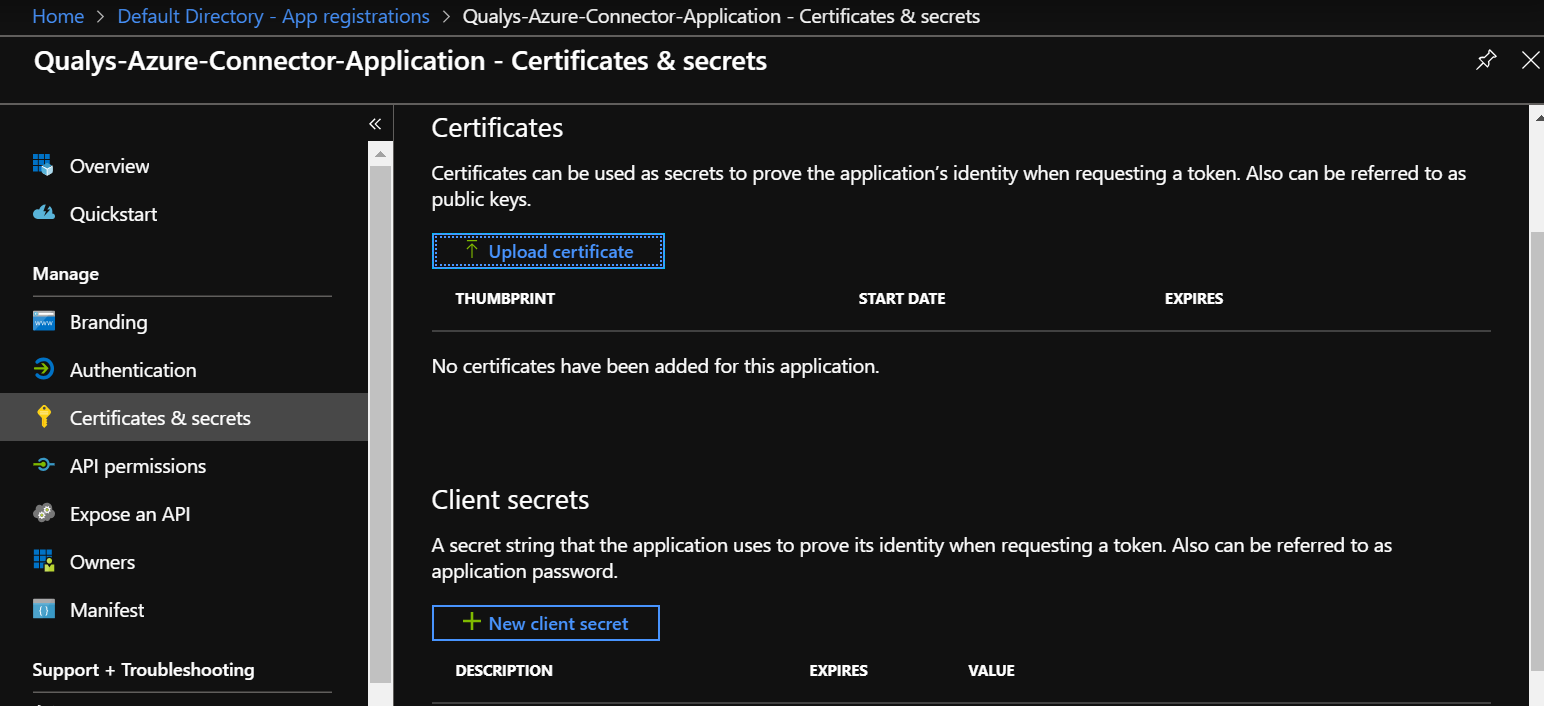 Home > Default Directory - App registrations > Qualys-Azure-Connector-Application - Certificates & secrets
Qualys-Azure-Connector-Application - Certificates & secrets
Overview
Quickstart
Manage
Branding
Authentication
Certificates & secrets
API permissions
Expose an API
Owners
Manifest
Support + Troubleshooting
Certificates
Certificates can be used as secrets to prove the application’s identity when requesting a token. Also can be referred to as
public keys.
Upload certificate
THUMBPRINT START DATE EXPIRES
No certificates have been added for this application.
Client secrets
A secret string that the application uses to prove its identity when requesting a token. Also can be referred to as
application password.
New client secret
DESCRIPTION EXPIRES VALUE